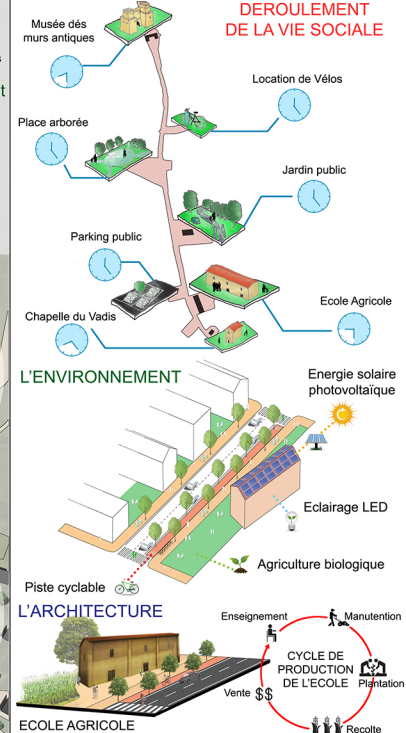 DEROULEMENT
DE LA VIE SOCIALE
Musée dés
murs antiques
Location de Vélos
Place arborée
Jardin public
Parking public
Ecole Agricole
Chapelle du Vadis
L'ENVIRONNEMENT
Energie solaire
photovoltaïque
Eclairage LED
Agriculture biologique
Piste cyclable
L'ARCHITECTURE
Enseignement
Manutention
CYCLE DE
PRODUCTION
DE L'ECOLE
Plantation
Vente $$
Recolte
ECOLE AGRICOLE